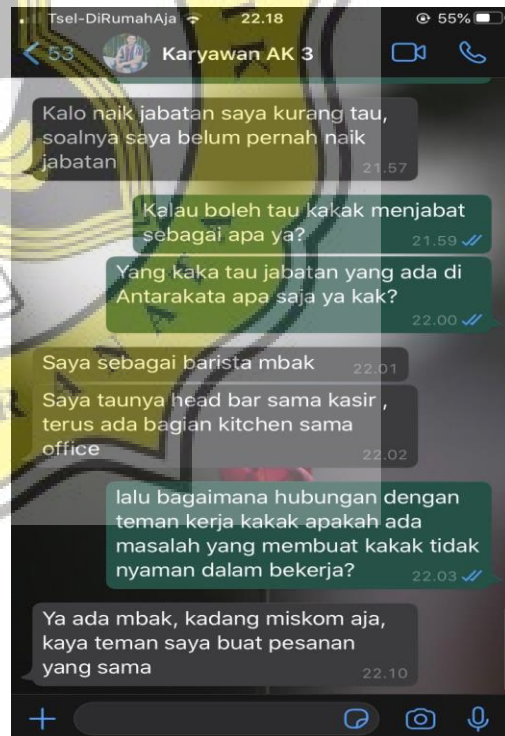 Tsel-DiRumahAja 22.18 55%
53 Karyawan AK 3
Kalo naik jabatan saya kurang tau,
soalnya saya belum pernah naik
jabatan
21.57
Kalau boleh tau kakak menjabat
sebagai apa ya?
21.59
Yang kaka tau jabatan yang ada di
Antarakata apa saja ya kak?
22.00
Saya sebagai barista mbak 22.01
Saya taunya head bar sama kasir ,
terus ada bagian kitchen sama
office
22.02
lalu bagaimana hubungan dengan
teman kerja kakak apakah ada
masalah yang membuat kakak tidak
nyaman dalam bekerja?
22.03
Ya ada mbak, kadang miskom aja,
kaya teman saya buat pesanan
yang sama
22.10